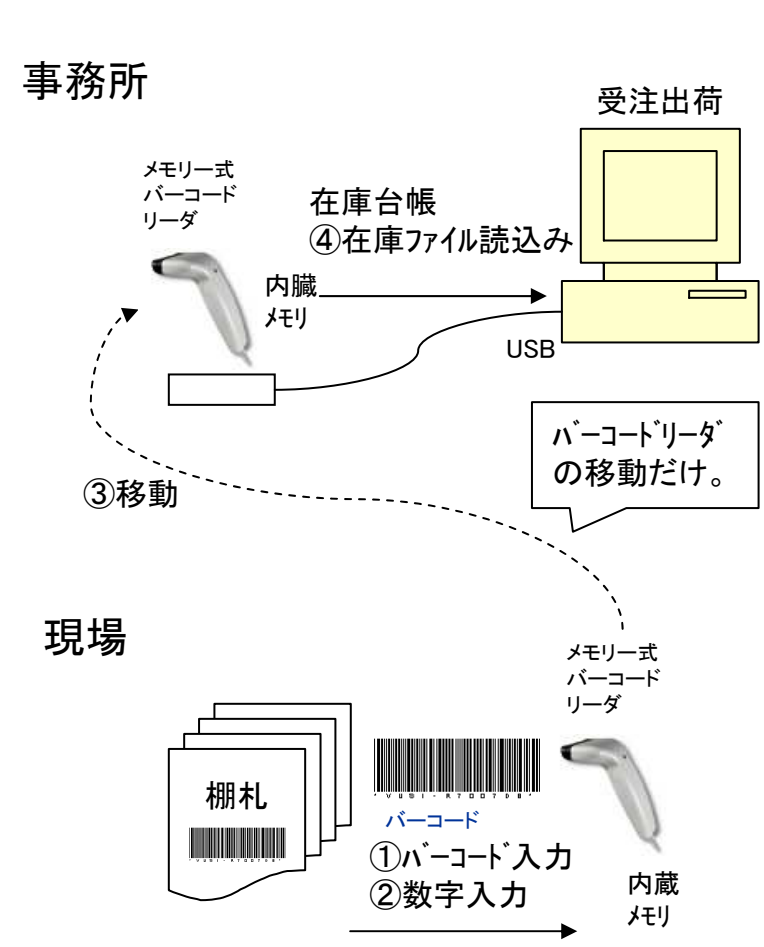 事務所
受注出荷
メモリー式
バーコード
リーダ
在庫台帳
④在庫ファイル読込み
内臓
メモリ
USB
バーコードリーダ
の移動だけ。
③移動
現場
メモリー式
バーコード
リーダ
棚札
バーコード
①バーコード入力
②数字入力
内蔵
メモリ